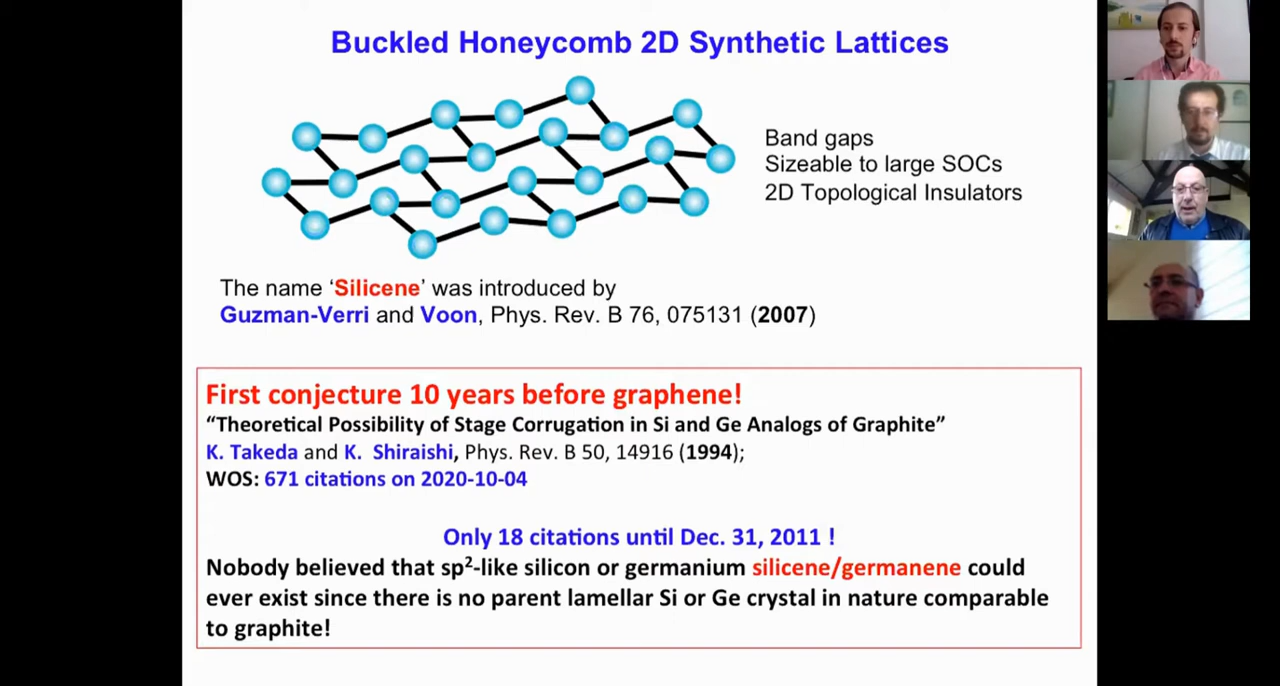 Buckled Honeycomb 2D Synthetic Lattices
Band gaps
Sizeable to large SOCs
2D Topological Insulators
The name ‘Silicene’ was introduced by
Guzman-Verri and Voon, Phys. Rev. B 76, 075131 (2007)
First conjecture 10 years before graphene!
“Theoretical Possibility of Stage Corrugation in Si and Ge Analogs of Graphite”
K. Takeda and K. Shiraishi, Phys. Rev. B 50, 14916 (1994);
WOS: 671 citations on 2020-10-04
Only 18 citations until Dec. 31, 2011 !
Nobody believed that sp²-like silicon or germanium silicene/germanene could
ever exist since there is no parent lamellar Si or Ge crystal in nature comparable
to graphite!